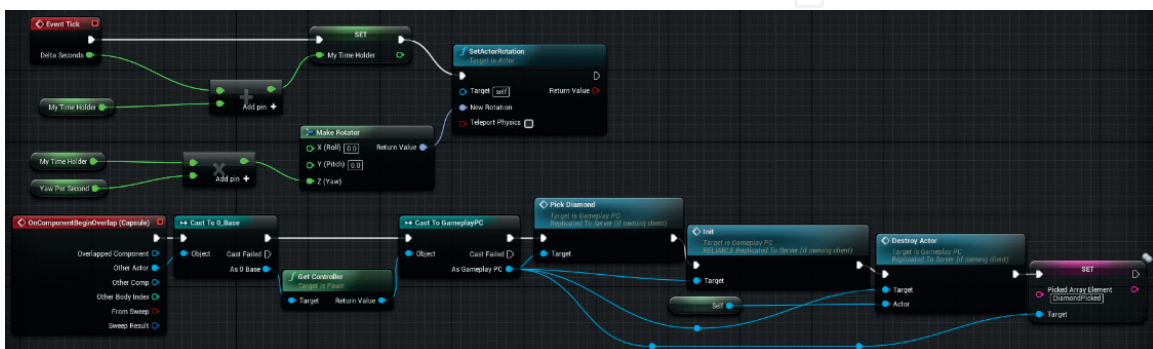 Event Tick
Delta Seconds
SET
My Time Holder
My Time Holder
Add pin +
SetActorRotation
Target is Actor
Target self
Return Value
New Rotation
Teleport Physics
Make Rotator
X (Roll) 0.0
Return Value
Y (Pitch) 0.0
Z (Yaw)
My Time Holder
Yaw Per Second
Add pin +
OnComponentBeginOverlap (Capsule)
Overlapped Component
Other Actor
Other Comp
Other Body Index
From Sweep
Sweep Result
Cast To 0_Base
Object
Cast Failed
As 0 Base
Get Controller
Target is Pawn
Target
Return Value
Cast To GameplayPC
Object
Cast Failed
As Gameplay PC
Pick Diamond
Target is Gameplay PC
Replicated To Server (if owning client)
Target
Init
Target is Gameplay PC
RELIABLE Replicated To Server (if owning client)
Target
Self
Destroy Actor
Target is Gameplay PC
Replicated To Server (if owning client)
Target
Actor
SET
Picked Array Element
DiamondPicked
Target